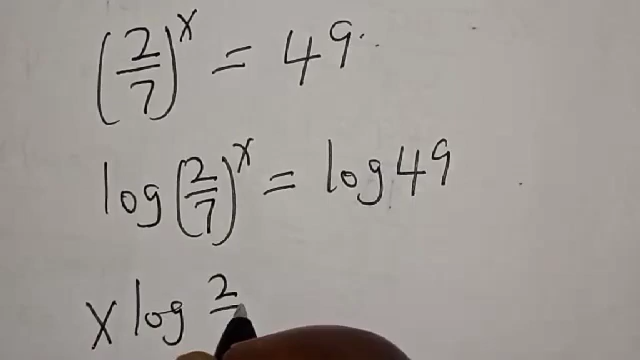 (2/7)^x = 49
log(2/7)^x = log 49
x log 2/